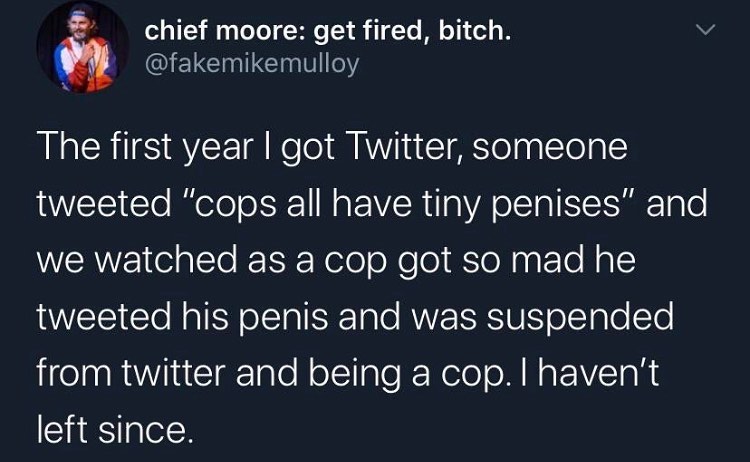 chief moore: get fired, bitch.
@fakemikemulloy
The first year I got Twitter, someone
tweeted "cops all have tiny penises" and
we watched as a cop got so mad he
tweeted his penis and was suspended
from twitter and being a cop. I haven't
left since.